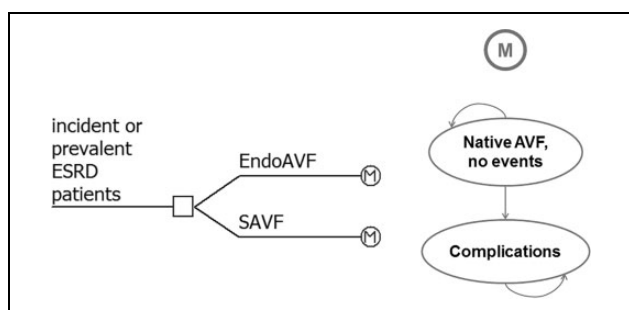 incident or
prevalent
ESRD
patients
EndoAVF
M
SAVF
M
M
Native AVF,
no events
Complications